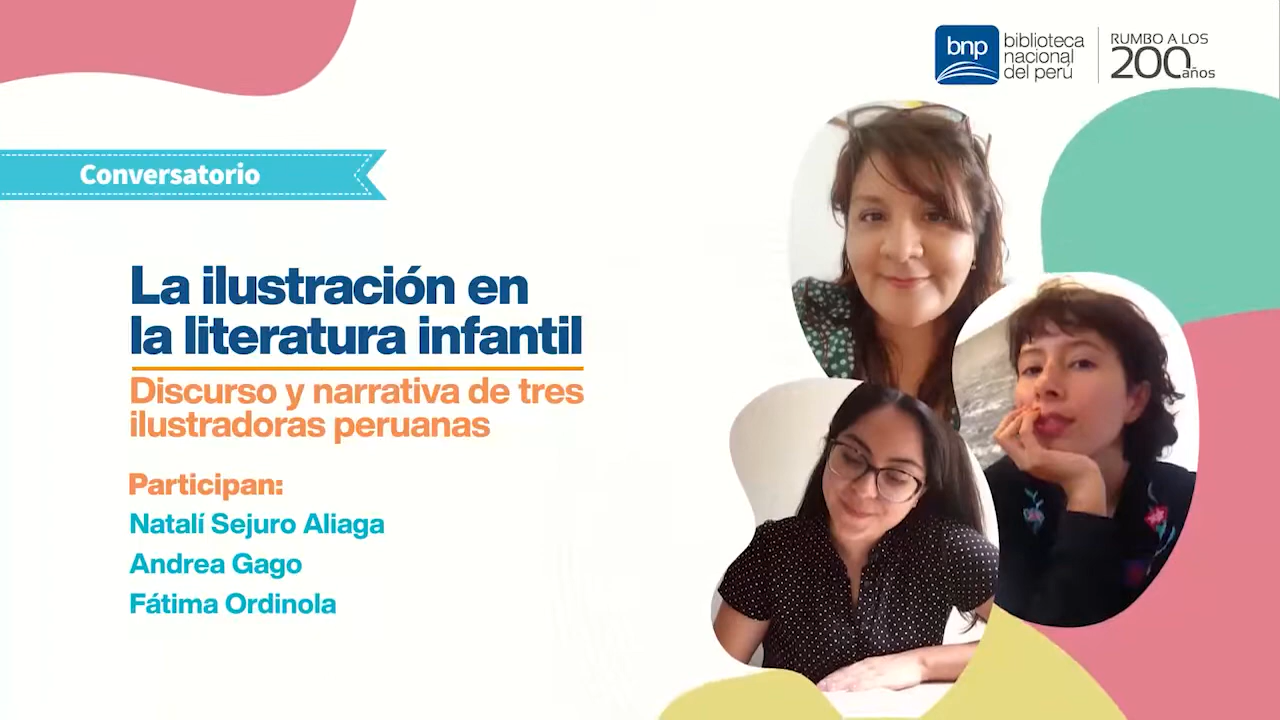 bnp
biblioteca
nacional
del perú
RUMBO A LOS
200 años
Conversatorio
La ilustración en
la literatura infantil
Discurso y narrativa de tres
ilustradoras peruanas
Participan:
Natalí Sejuro Aliaga
Andrea Gago
Fátima Ordinola